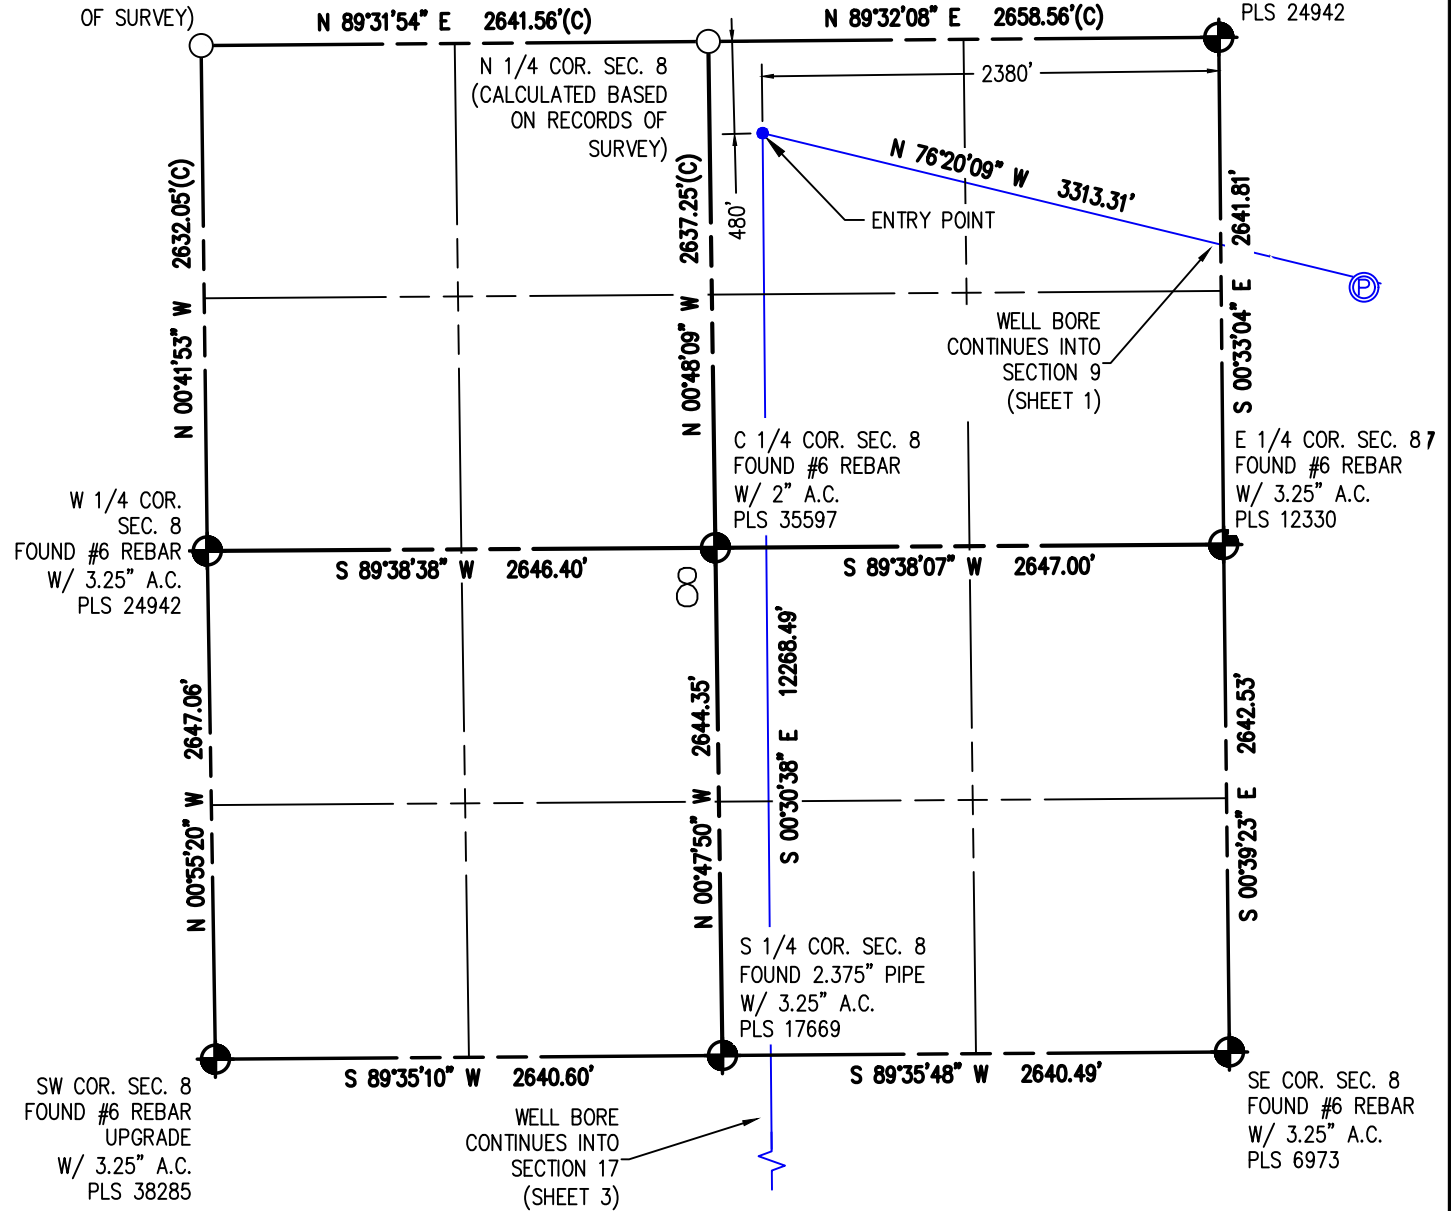 OF SURVEY)
N 89°31'54" E 2641.56'(C)
N 89°32'08" E 2658.56'(C)
PLS 24942
N 1/4 COR. SEC. 8
(CALCULATED BASED
ON RECORDS OF
SURVEY)
2380'
480'
N 76°20'09" W 3313.31'
ENTRY POINT
N 00°41'53" W 2632.05'(C)
N 00°48'09" W 2637.25'(C)
S 00°33'04" E 2641.81'
P
WELL BORE
CONTINUES INTO
SECTION 9
(SHEET 1)
C 1/4 COR. SEC. 8
FOUND #6 REBAR
W/ 2" A.C.
PLS 35597
E 1/4 COR. SEC. 8
FOUND #6 REBAR
W/ 3.25" A.C.
PLS 12330
W 1/4 COR.
SEC. 8
FOUND #6 REBAR
W/ 3.25" A.C.
PLS 24942
S 89°38'38" W 2646.40'
S 89°38'07" W 2647.00'
8
N 00°55'20" W 2647.06'
N 00°47'50" W 2644.35'
S 00°30'38" E 12268.49'
S 00°39'23" E 2642.53'
S 1/4 COR. SEC. 8
FOUND 2.375" PIPE
W/ 3.25" A.C.
PLS 17669
S 89°35'10" W 2640.60'
S 89°35'48" W 2640.49'
SW COR. SEC. 8
FOUND #6 REBAR
UPGRADE
W/ 3.25" A.C.
PLS 38285
WELL BORE
CONTINUES INTO
SECTION 17
(SHEET 3)
SE COR. SEC. 8
FOUND #6 REBAR
W/ 3.25" A.C.
PLS 6973